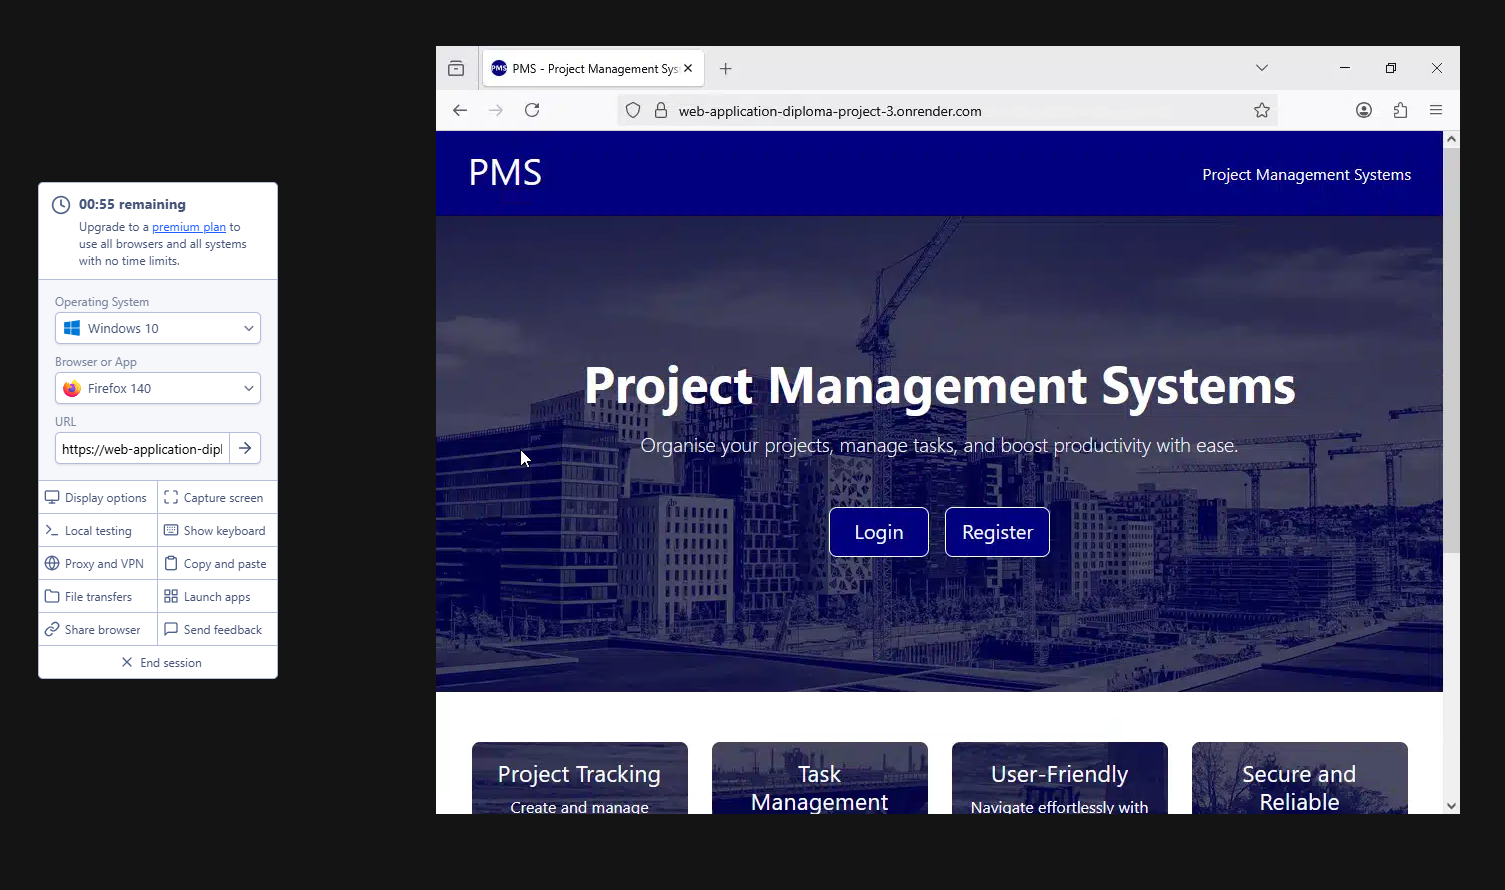 PMS - Project Management Sys
web-application-diploma-project-3.onrender.com
00:55 remaining
Upgrade to a premium plan to
use all browsers and all systems
with no time limits.
Operating System
Windows 10
Browser or App
Firefox 140
URL
https://web-application-dipl
Display options
Capture screen
Local testing
Show keyboard
Proxy and VPN
Copy and paste
File transfers
Launch apps
Share browser
Send feedback
End session
PMS
Project Management Systems
Project Management Systems
Organise your projects, manage tasks, and boost productivity with ease.
Login
Register
Project Tracking
Create and manage
Task
Management
User-Friendly
Navigate effortlessly with
Secure and
Reliable